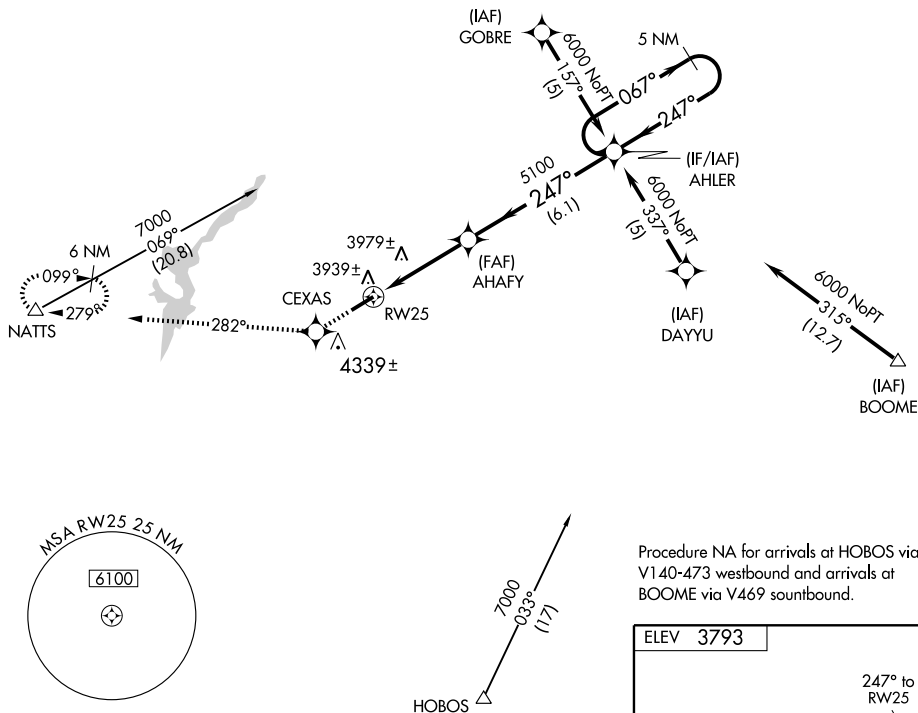 (IAF)
GOBRE
6000 NoPT
157°
(5)
5 NM
067°
247°
(IF/IAF)
AHLER
5100
247°
(6.1)
6000 NoPT
337°
(5)
7000
069°
(20.8)
6 NM
099°
279°
NATTS
3979±
3939±
(FAF)
AHAFY
CEXAS
RW25
282°
4339±
(IAF)
DAYYU
6000 NoPT
315°
(12.7)
(IAF)
BOOME
MSA RW25 25 NM
6100
7000
033°
(17)
HOBOS
Procedure NA for arrivals at HOBOS via
V140-473 westbound and arrivals at
BOOME via V469 sountbound.
ELEV 3793
247° to
RW25